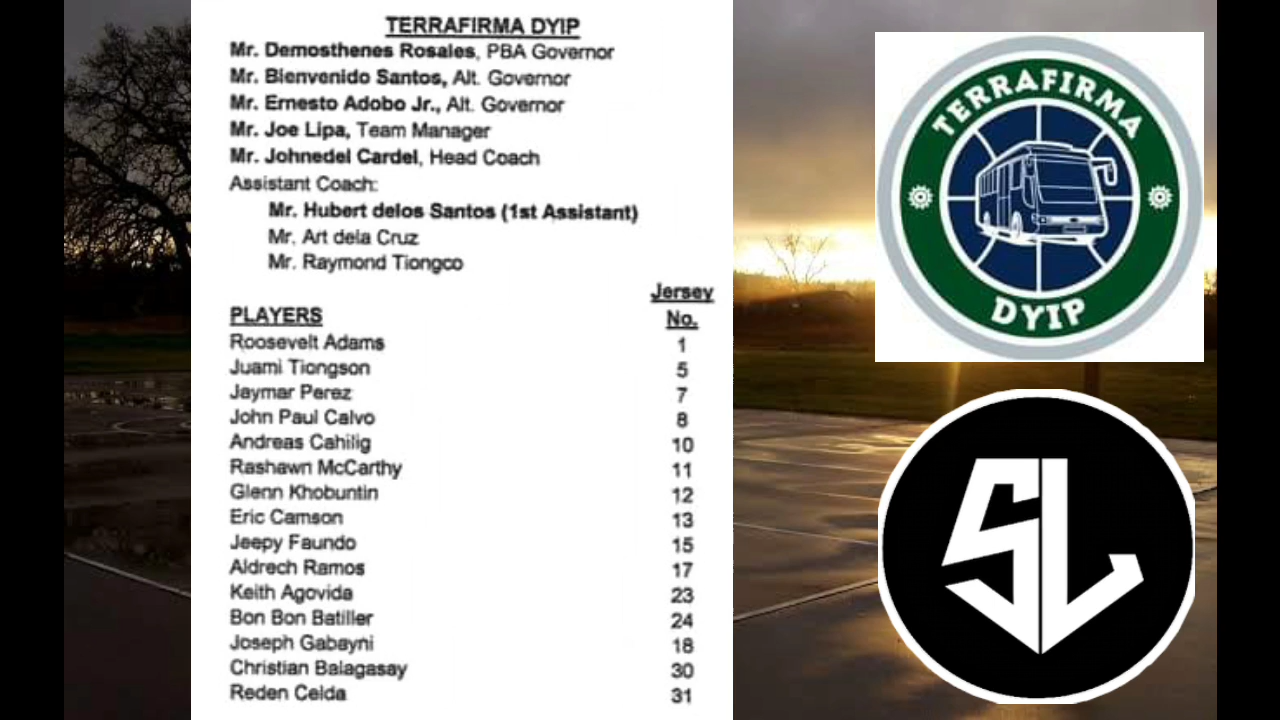 TERRAFIRMA DYIP
Mr. Demosthenes Rosales, PBA Governor
Mr. Bienvenido Santos, Alt. Governor
Mr. Ernesto Adobo Jr., Alt. Governor
Mr. Joe Lipa, Team Manager
Mr. Johnedel Cardel, Head Coach
Assistant Coach:
Mr. Hubert delos Santos (1st Assistant)
Mr. Art dela Cruz
Mr. Raymond Tiongco
PLAYERS Jersey No.
Roosevelt Adams 1
Juami Tiongson 5
Jaymar Perez 7
John Paul Calvo 8
Andreas Cahilig 10
Rashawn McCarthy 11
Glenn Khobuntin 12
Eric Camson 13
Jeepy Faundo 15
Aldrech Ramos 17
Keith Agovida 23
Bon Bon Batiller 24
Joseph Gabayni 18
Christian Balagasay 30
Reden Celda 31
TERRAFIRMA
DYIP
SL